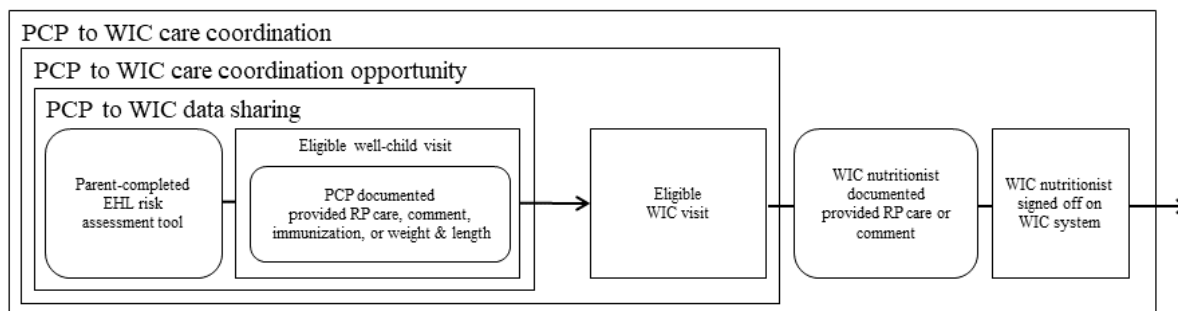 PCP to WIC care coordination
PCP to WIC care coordination opportunity
PCP to WIC data sharing
Parent-completed
EHL risk
assessment tool
Eligible well-child visit
PCP documented
provided RP care, comment,
immunization, or weight & length
Eligible
WIC visit
WIC nutritionist
documented
provided RP care or
comment
WIC nutritionist
signed off on
WIC system